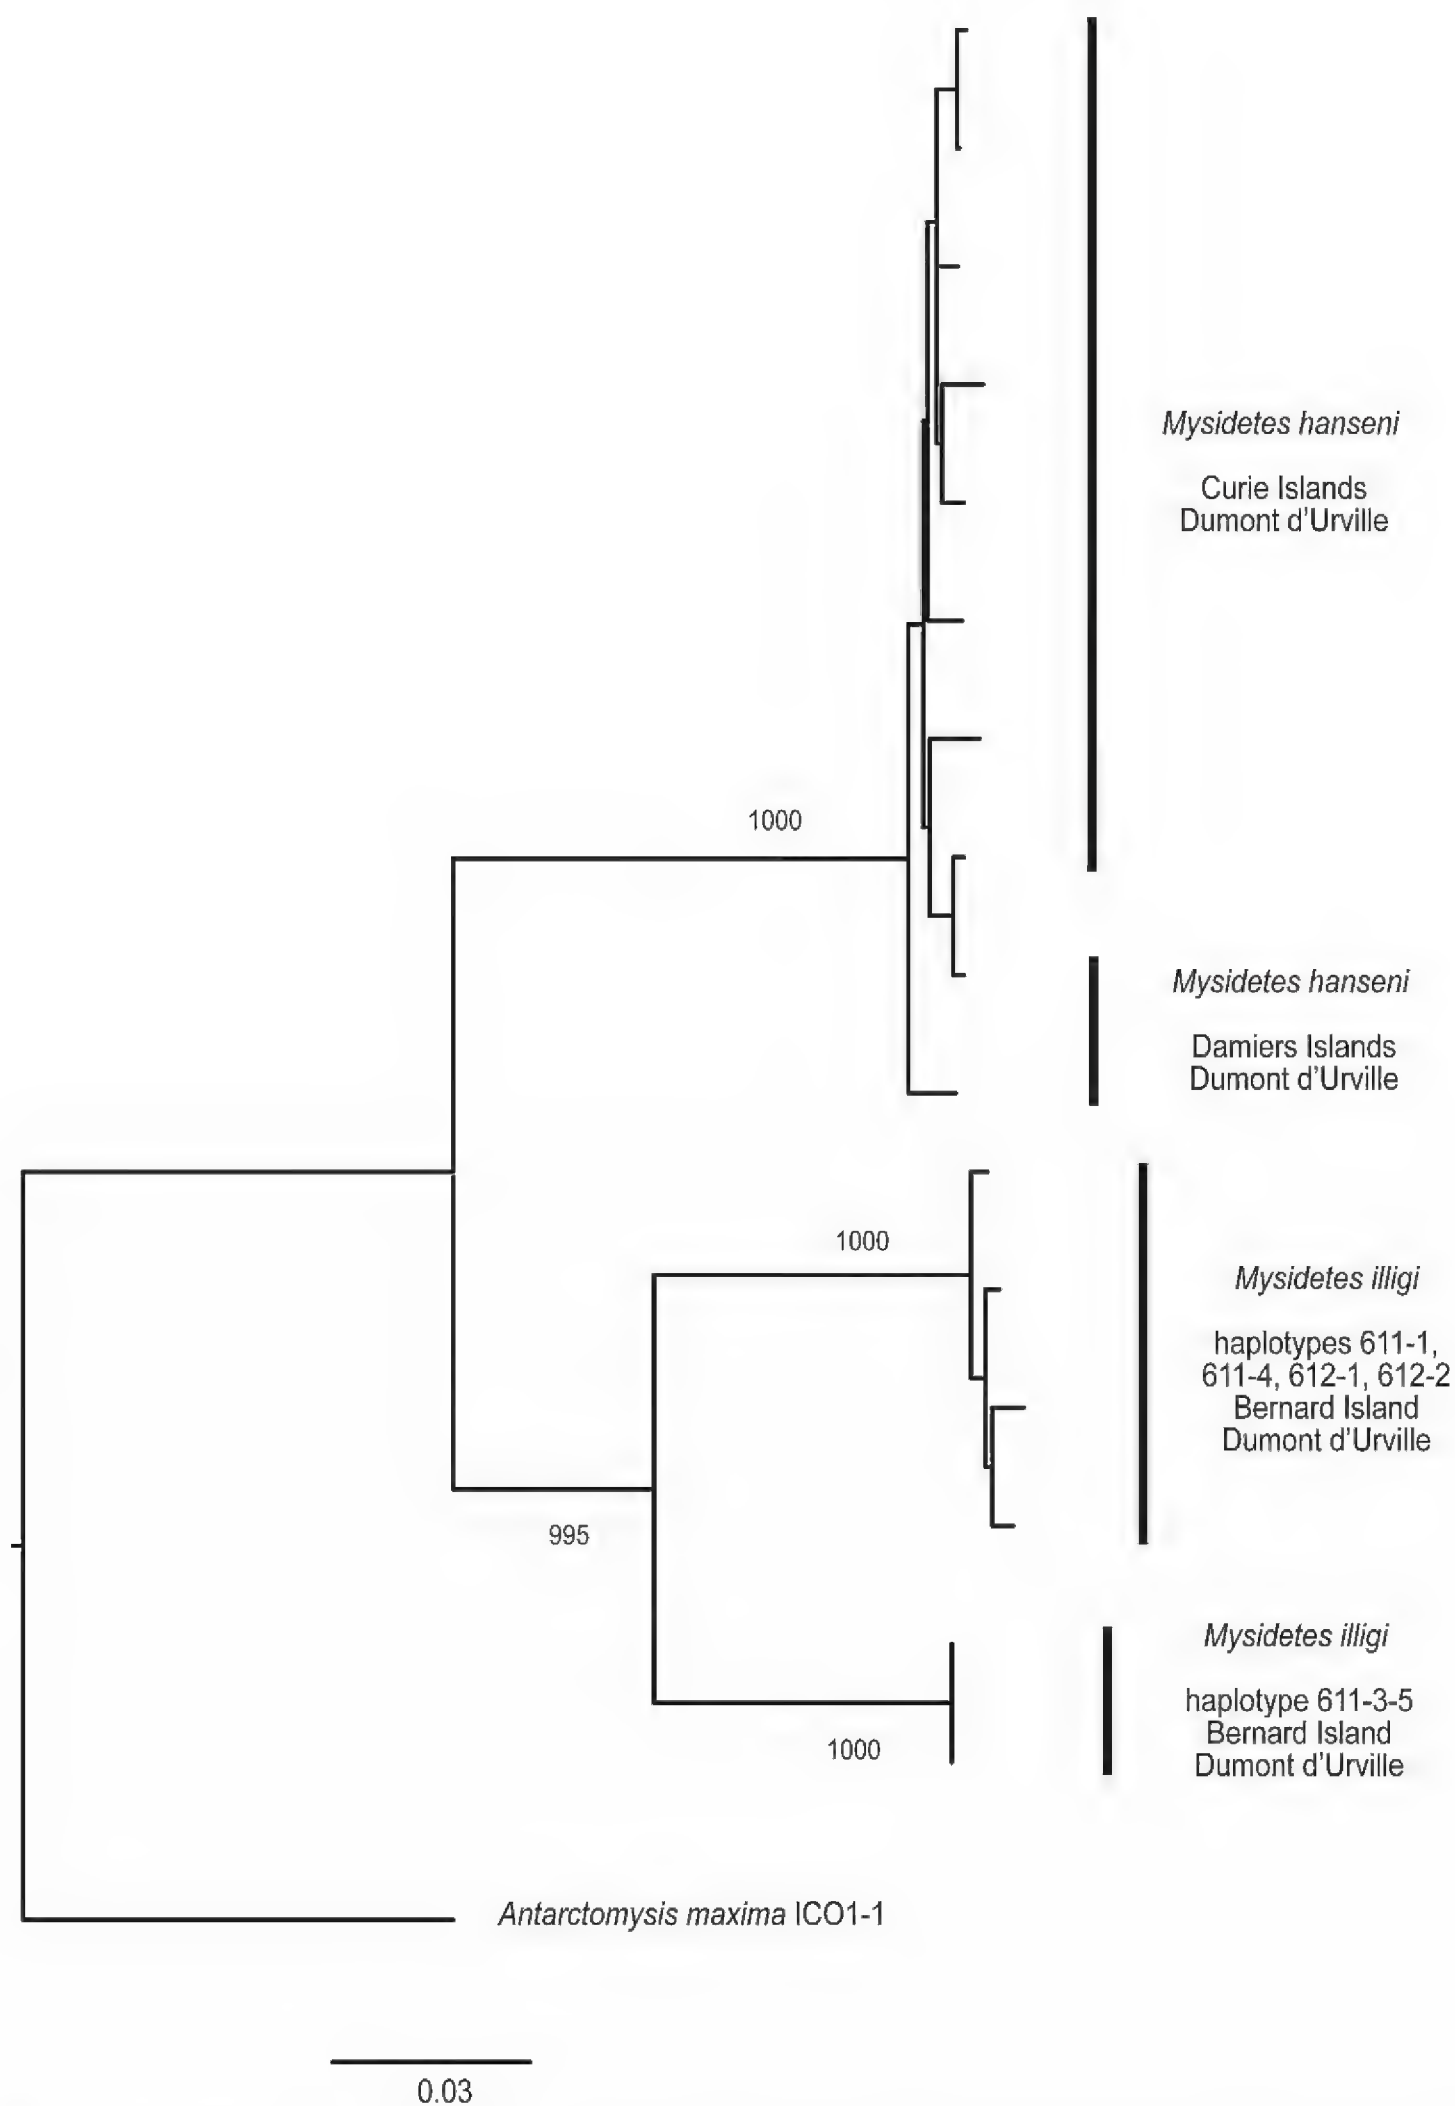 Mysidetes hanseni
Curie Islands
Dumont d'Urville
1000
Mysidetes hanseni
Damiers Islands
Dumont d'Urville
1000
Mysidetes illigi
haplotypes 611-1,
611-4, 612-1, 612-2
Bernard Island
Dumont d'Urville
995
Mysidetes illigi
haplotype 611-3-5
Bernard Island
Dumont d'Urville
1000
Antarctomysis maxima ICO1-1
0.03